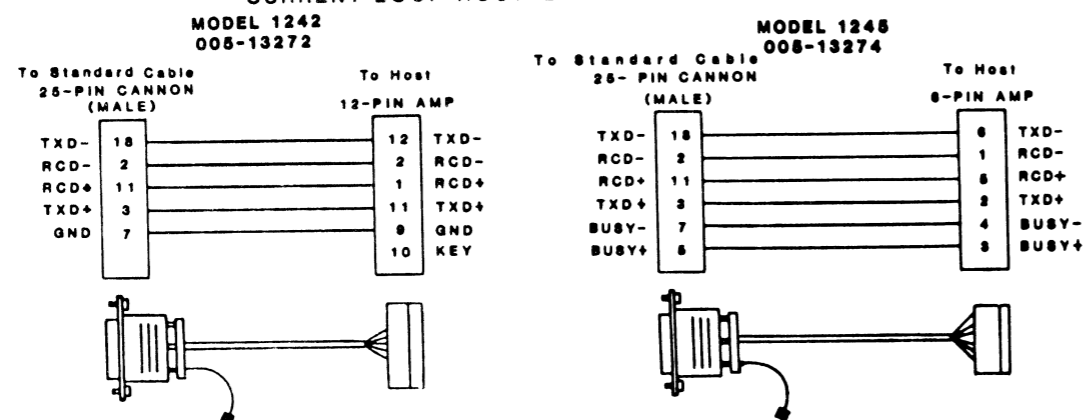 MODEL 1242
005-13272
To Standard Cable
25-PIN CANNON
(MALE)
To Host
12-PIN AMP
TXD- 18 12 TXD-
RCD- 2 2 RCD-
RCD+ 11 1 RCD+
TXD+ 3 11 TXD+
GND 7 9 GND
10 KEY
MODEL 1245
005-13274
To Standard Cable
25- PIN CANNON
(MALE)
To Host
6-PIN AMP
TXD- 18 6 TXD-
RCD- 2 1 RCD-
RCD+ 11 5 RCD+
TXD+ 3 2 TXD+
BUSY- 7 4 BUSY-
BUSY+ 5 3 BUSY+